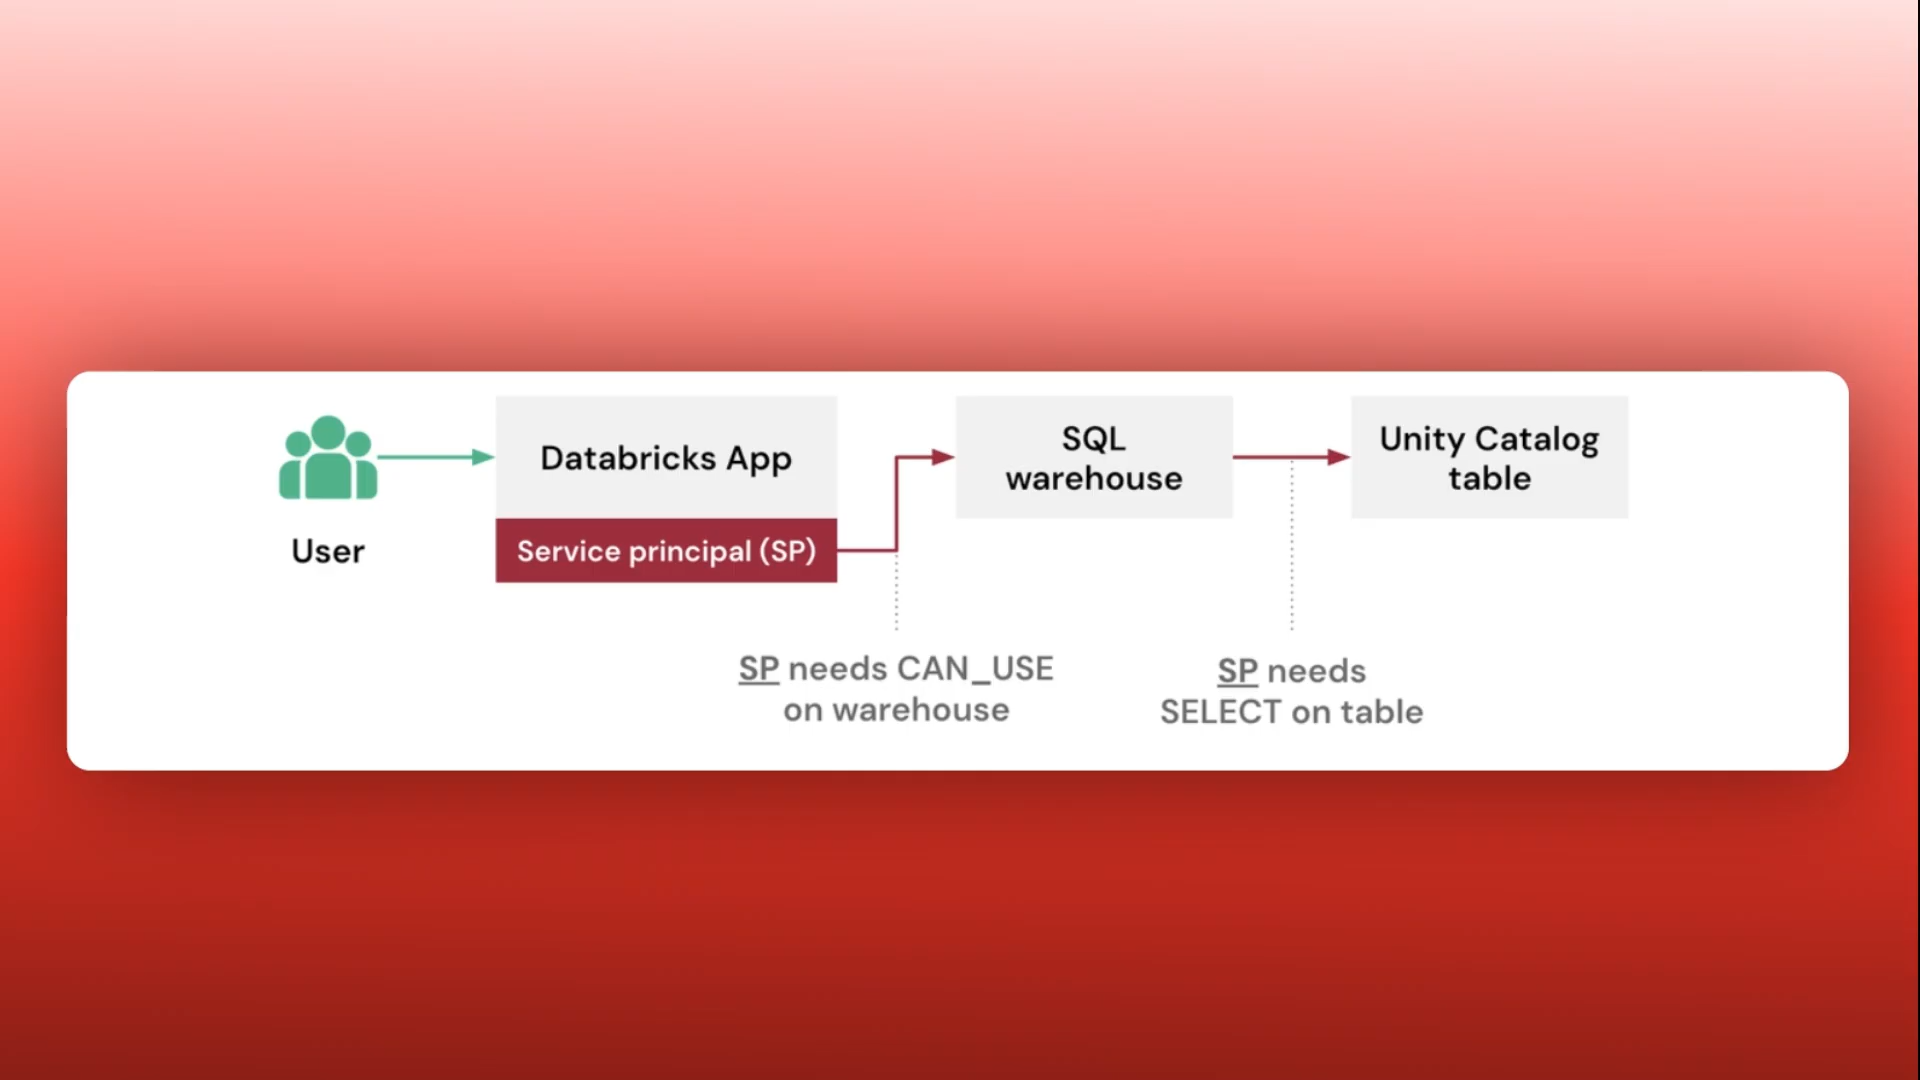 User
Databricks App
Service principal (SP)
SQL
warehouse
Unity Catalog
table
SP needs CAN_USE
on warehouse
SP needs
SELECT on table